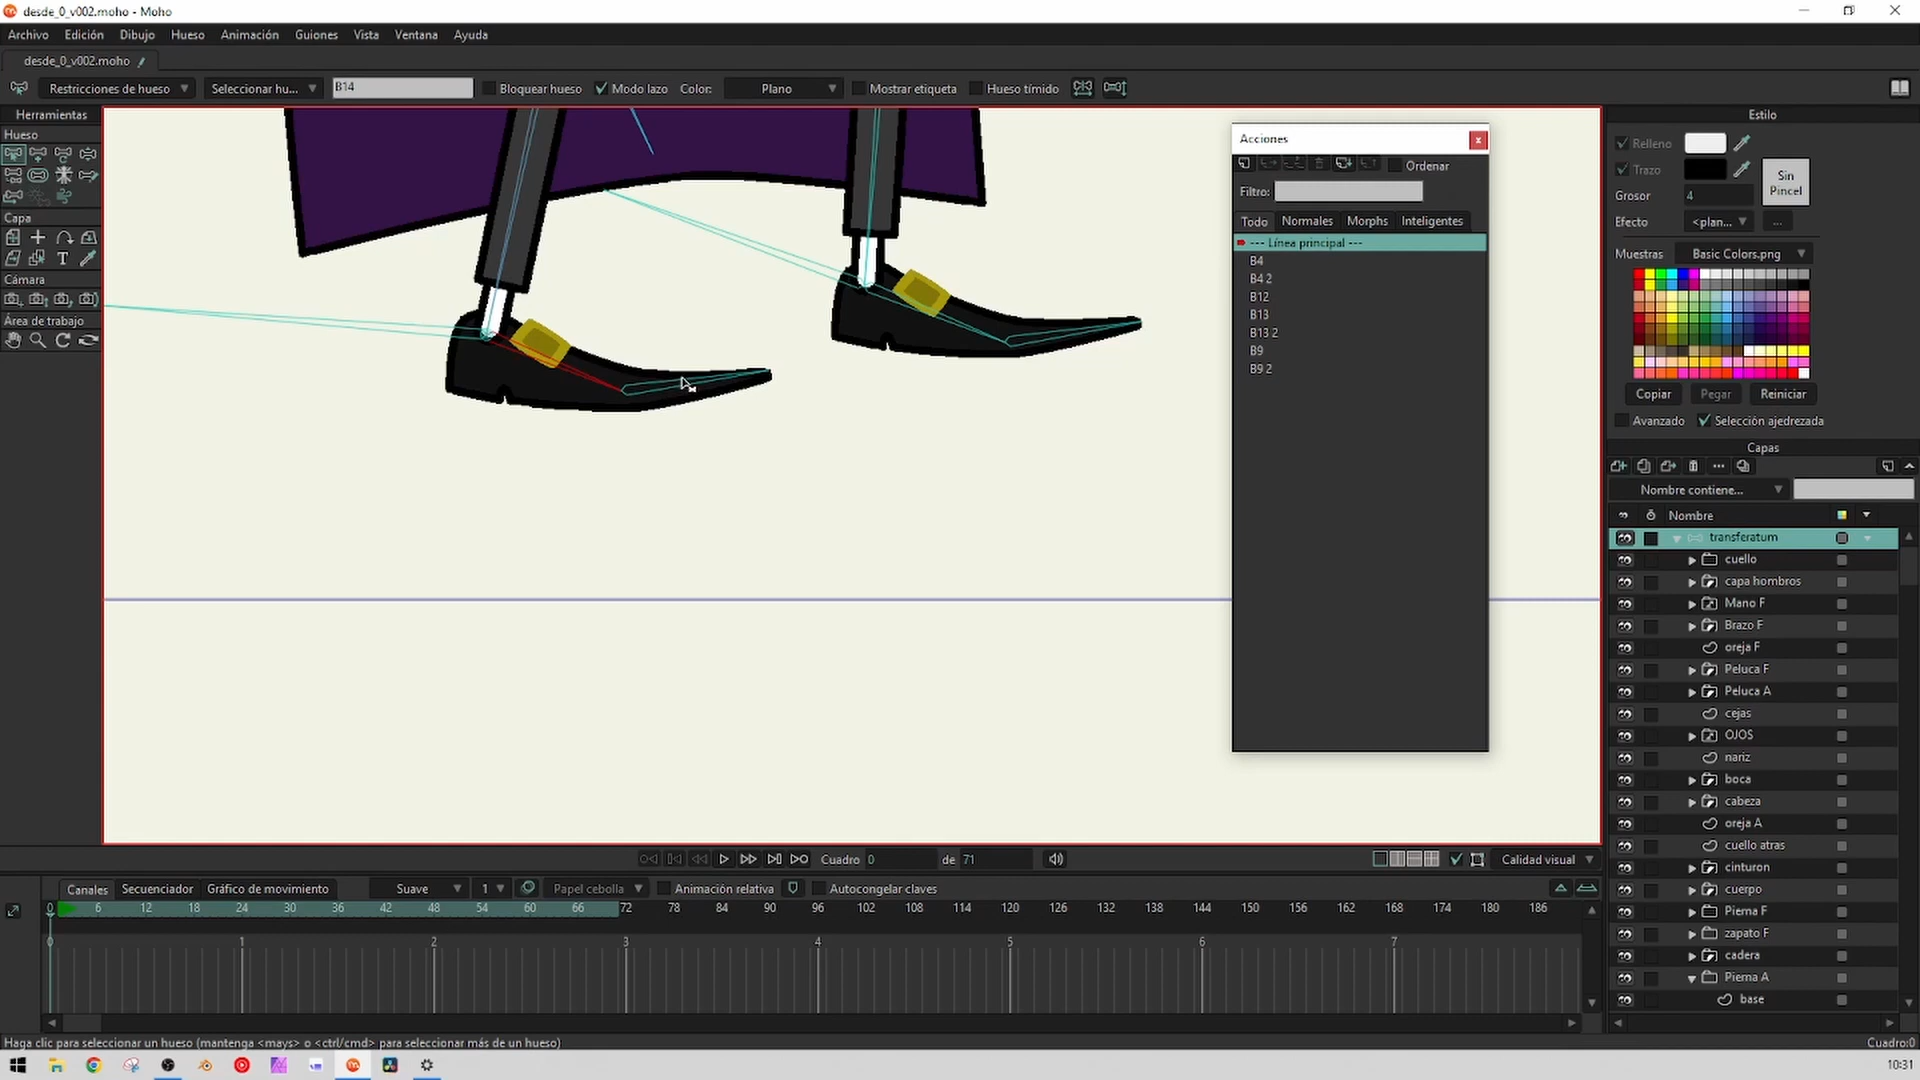 desde_0_v002.moho - Moho
Archivo Edición Dibujo Hueso Animación Guiones Vista Ventana Ayuda
desde_0_v002.moho
Restricciones de hueso Seleccionar hu... B14 Bloquear hueso Modo lazo Color: Plano Mostrar etiqueta Hueso tímido
Herramientas
Hueso
Capa
Cámara
Área de trabajo
Acciones
Ordenar
Filtro:
Todo Normales Morphs Inteligentes
--- Línea principal ---
B4
B4 2
B12
B13
B13 2
B9
B9 2
Estilo
Relleno
Trazo
Sin Pincel
Grosor 4
Efecto <plan... ...
Muestras Basic Colors.png
Copiar Pegar Reiniciar
Avanzado Selección ajedrezada
Capas
Nombre contiene...
Nombre
transferatum
cuello
capa hombros
Mano F
Brazo F
oreja F
Peluca F
Peluca A
cejas
OJOS
nariz
boca
cabeza
oreja A
cuello atras
cinturon
cuerpo
Pierna F
zapato F
cadera
Pierna A
base
Cuadro 0 de 71
Calidad visual
Canales Secuenciador Gráfico de movimiento Suave 1 Papel cebolla Animación relativa Autocongelar claves
0 6 12 18 24 30 36 42 48 54 60 66 72 78 84 90 96 102 108 114 120 126 132 138 144 150 156 162 168 174 180 186
0 1 2 3 4 5 6 7
Haga clic para seleccionar un hueso (mantenga <mays> o <ctrl/cmd> para seleccionar más de un hueso)
Cuadro:0
10:31